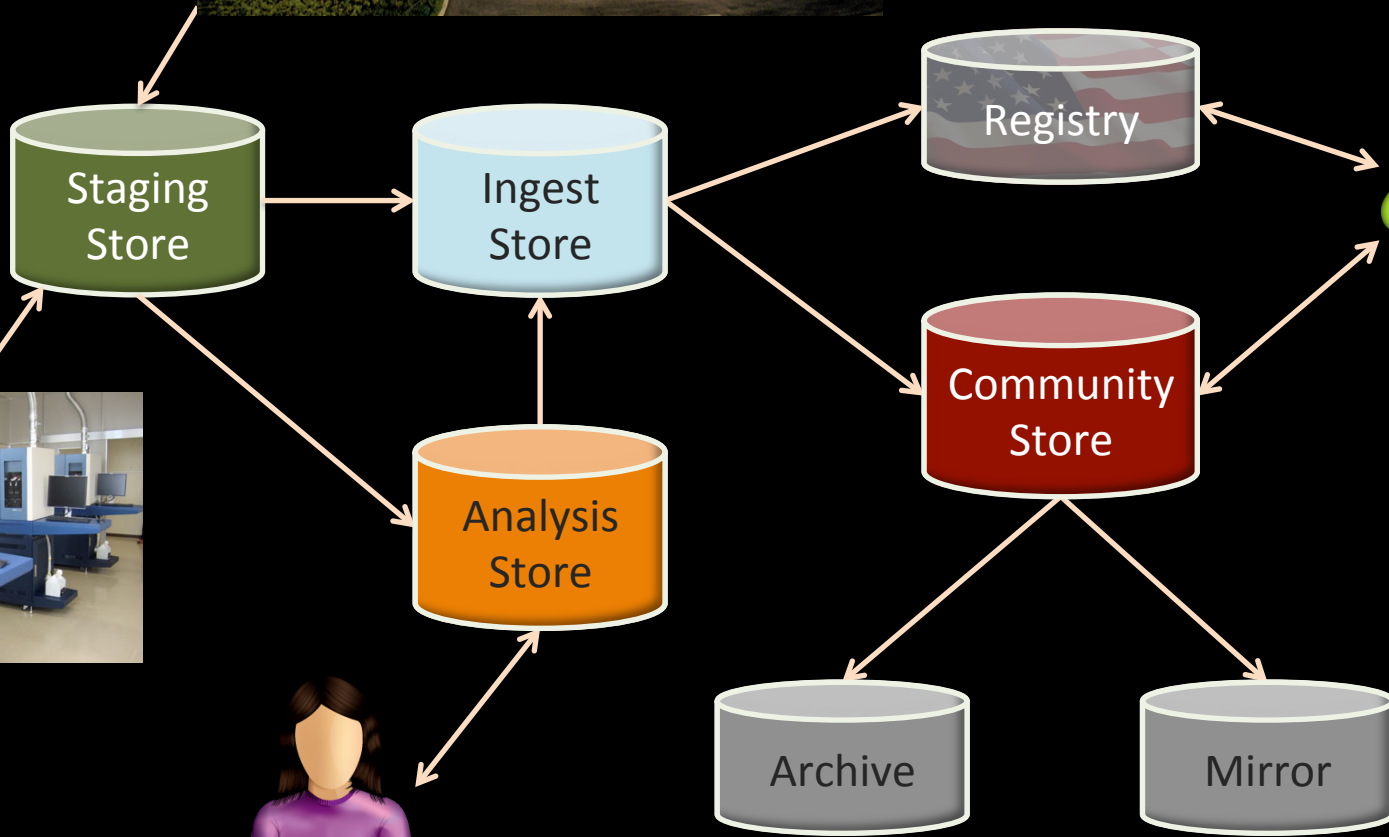 Registry
Staging
Store
Ingest
Store
Community
Store
Analysis
Store
Archive
Mirror